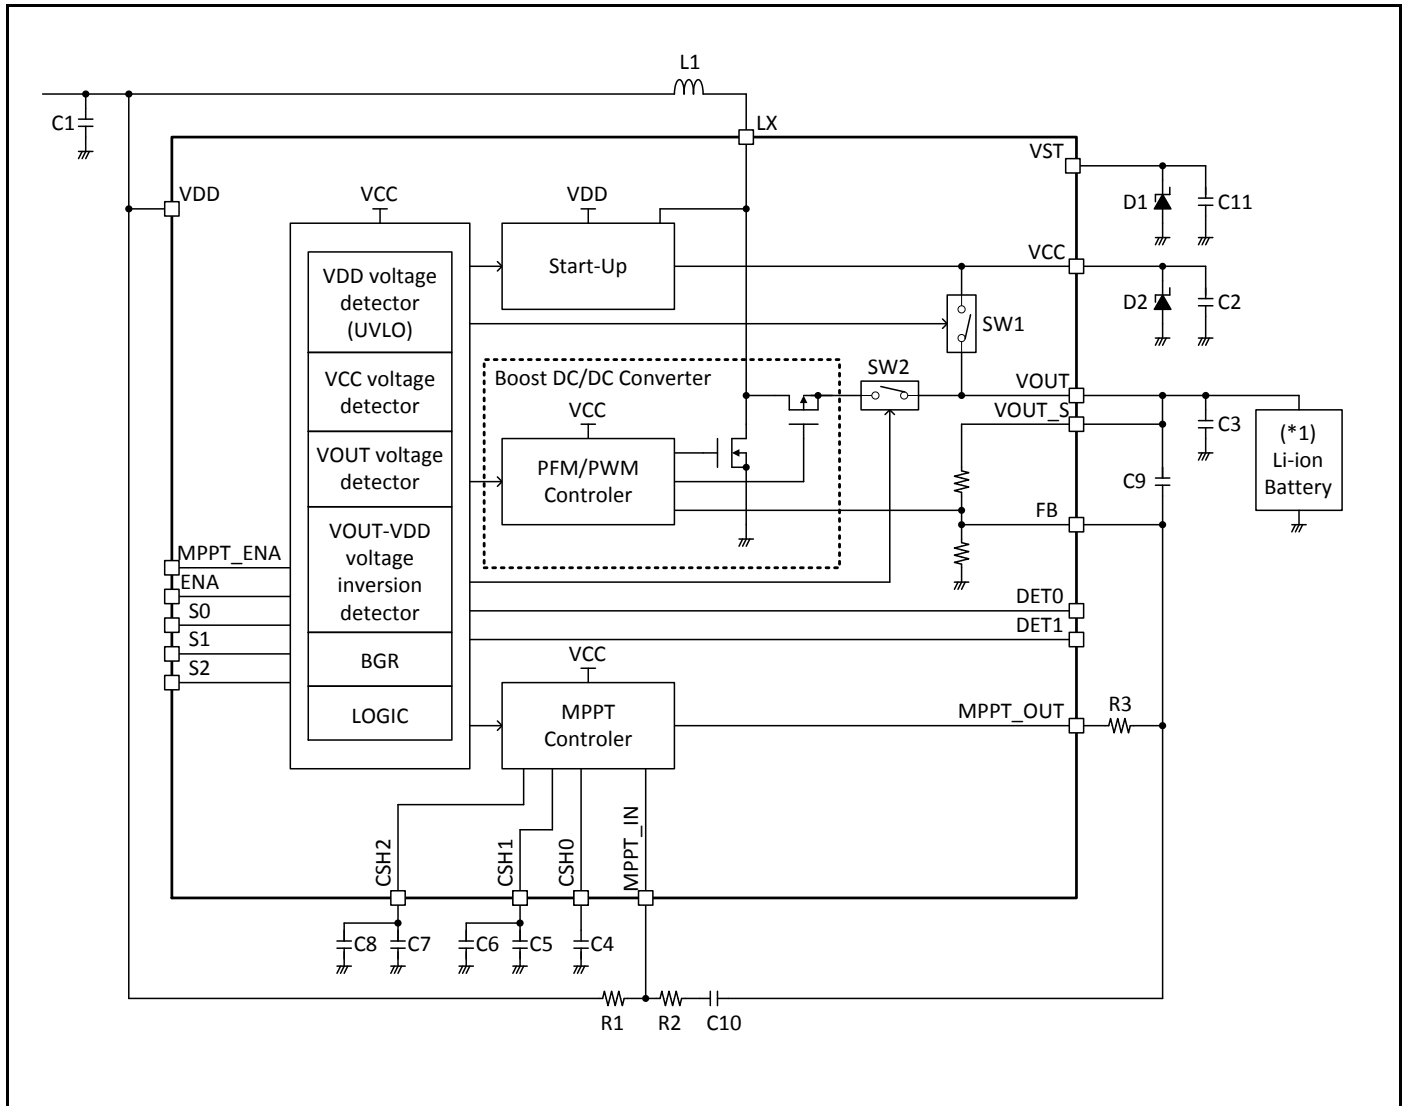 L1
C1
LX
VST
VDD
VCC
VDD
D1
C11
Start-Up
VCC
VDD voltage
detector
(UVLO)
D2
C2
SW1
VCC voltage
detector
Boost DC/DC Converter
SW2
VOUT
VCC
VOUT_S
C3
(*1)
Li-ion
Battery
VOUT voltage
detector
PFM/PWM
Controler
C9
FB
VOUT-VDD
voltage
inversion
detector
MPPT_ENA
ENA
S0
S1
S2
DET0
DET1
BGR
VCC
LOGIC
MPPT
Controler
MPPT_OUT
R3
CSH2
CSH1
CSH0
MPPT_IN
C8
C7
C6
C5
C4
R1
R2
C10